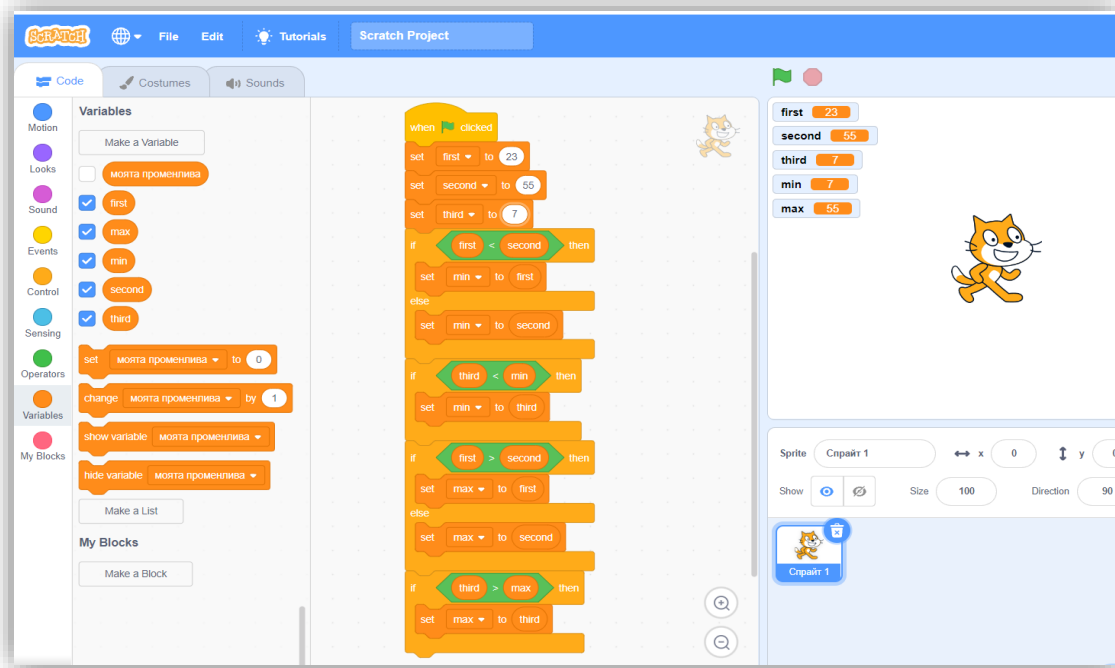 SCRATCH File Edit Tutorials Scratch Project
Code Costumes Sounds
Motion
Looks
Sound
Events
Control
Sensing
Operators
Variables
My Blocks
Variables
Make a Variable
моята променлива
first
max
min
second
third
set моята променлива to 0
change моята променлива by 1
show variable моята променлива
hide variable моята променлива
Make a List
My Blocks
Make a Block
when clicked
set first to 23
set second to 55
set third to 7
if first < second then
set min to first
else
set min to second
if third < min then
set min to third
if first > second then
set max to first
else
set max to second
if third > max then
set max to third
first 23
second 55
third 7
min 7
max 55
Sprite Спрайт 1 x 0 y
Show Size 100 Direction 90
Спрайт 1